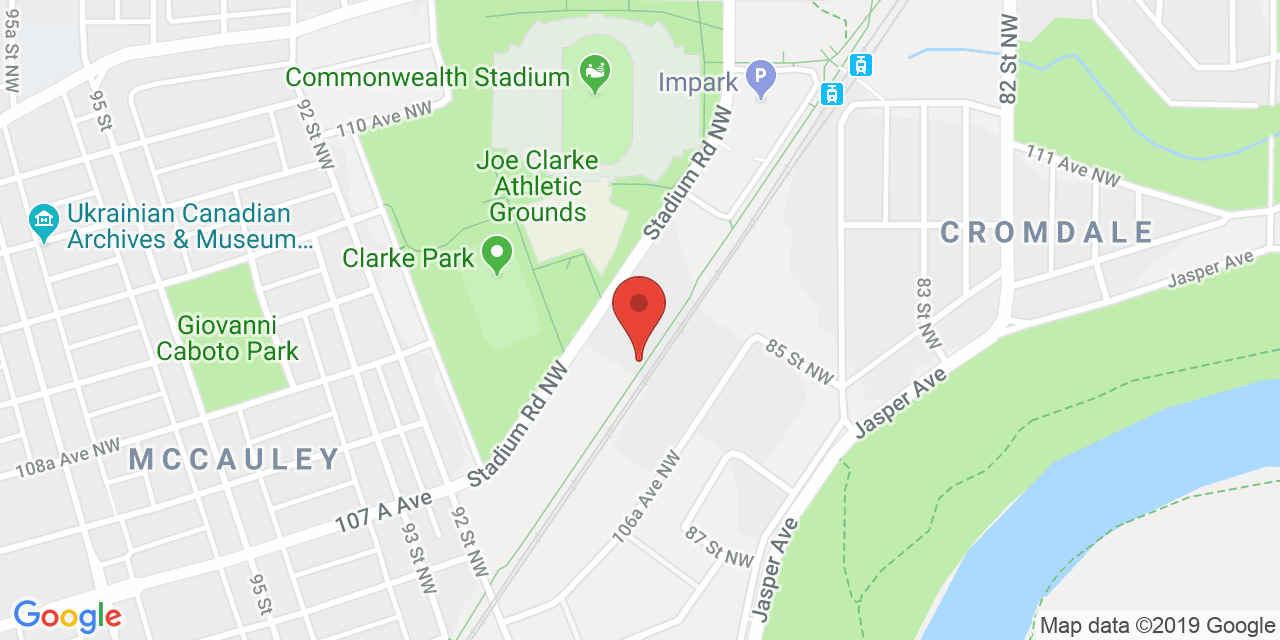 95a St NW
95 St
92 St NW
110 Ave NW
Commonwealth Stadium
Impark
P
82 St NW
111 Ave NW
Joe Clarke
Athletic
Grounds
Stadium Rd NW
Ukrainian Canadian
Archives & Museum...
Clarke Park
CROMDALE
Jasper Ave
83 St NW
Giovanni
Caboto Park
85 St NW
Jasper Ave
Stadium Rd NW
108a Ave NW
MCCAULEY
107 A Ave
106a Ave NW
93 St NW
92 St NW
87 St NW
Jasper Ave
95 St
Google
Map data ©2019 Google